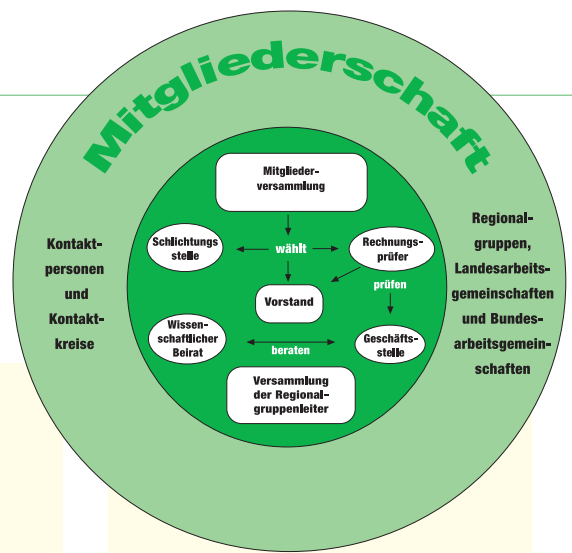 Mitgliederschaft
Mitglieder-
versammlung
Schlichtungs
stelle
wählt
Rechnungs-
prüfer
Kontakt-
personen
und
Kontakt-
kreise
Regional-
gruppen,
Landesarbeits-
gemeinschaften
und Bundes-
arbeitsgemein-
schaften
Vorstand
prüfen
Wissen-
schaftlicher
Beirat
beraten
Geschäfts-
stelle
Versammlung
der Regional-
gruppenleiter